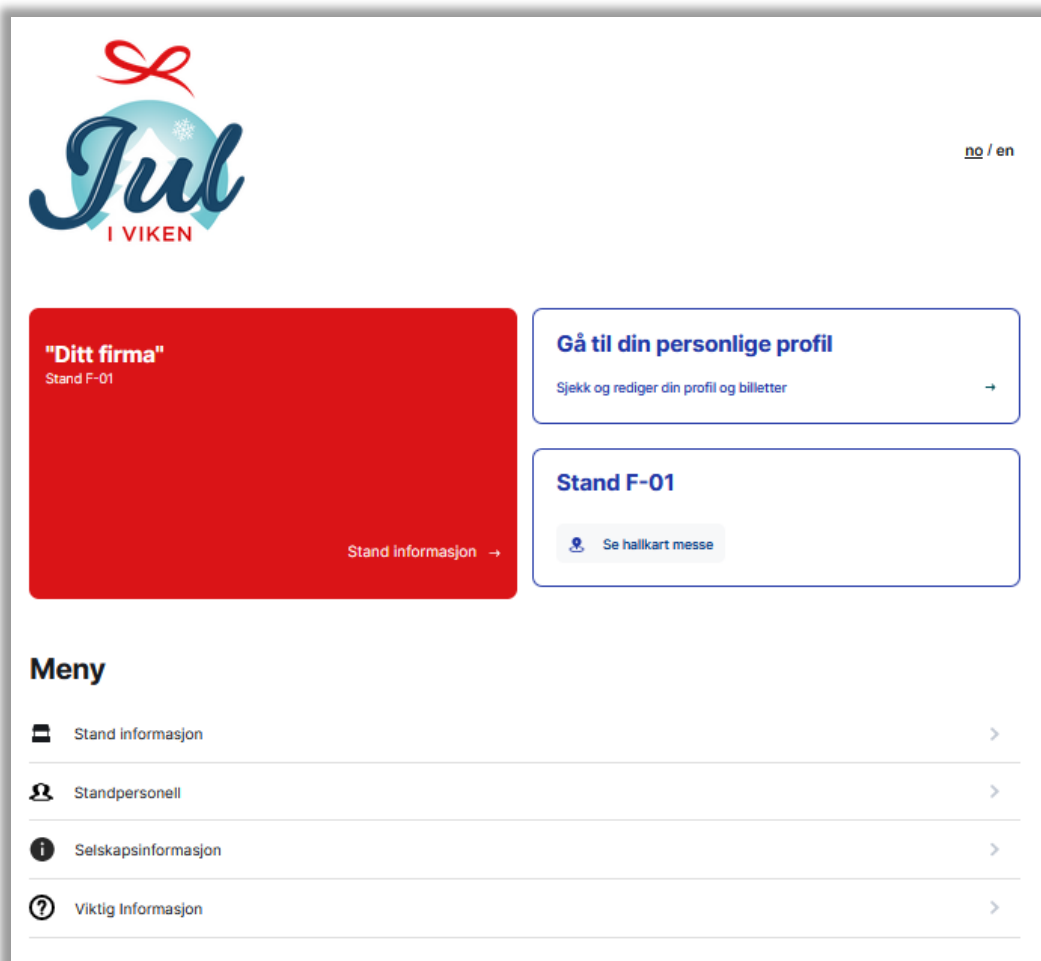 Jul
I VIKEN
no / en
"Ditt firma"
Stand F-01
Stand informasjon →
Gå til din personlige profil
Sjekk og rediger din profil og billetter →
Stand F-01
Se hallkart messe
Meny
Stand informasjon
Standpersonell
Selskapsinformasjon
Viktig Informasjon